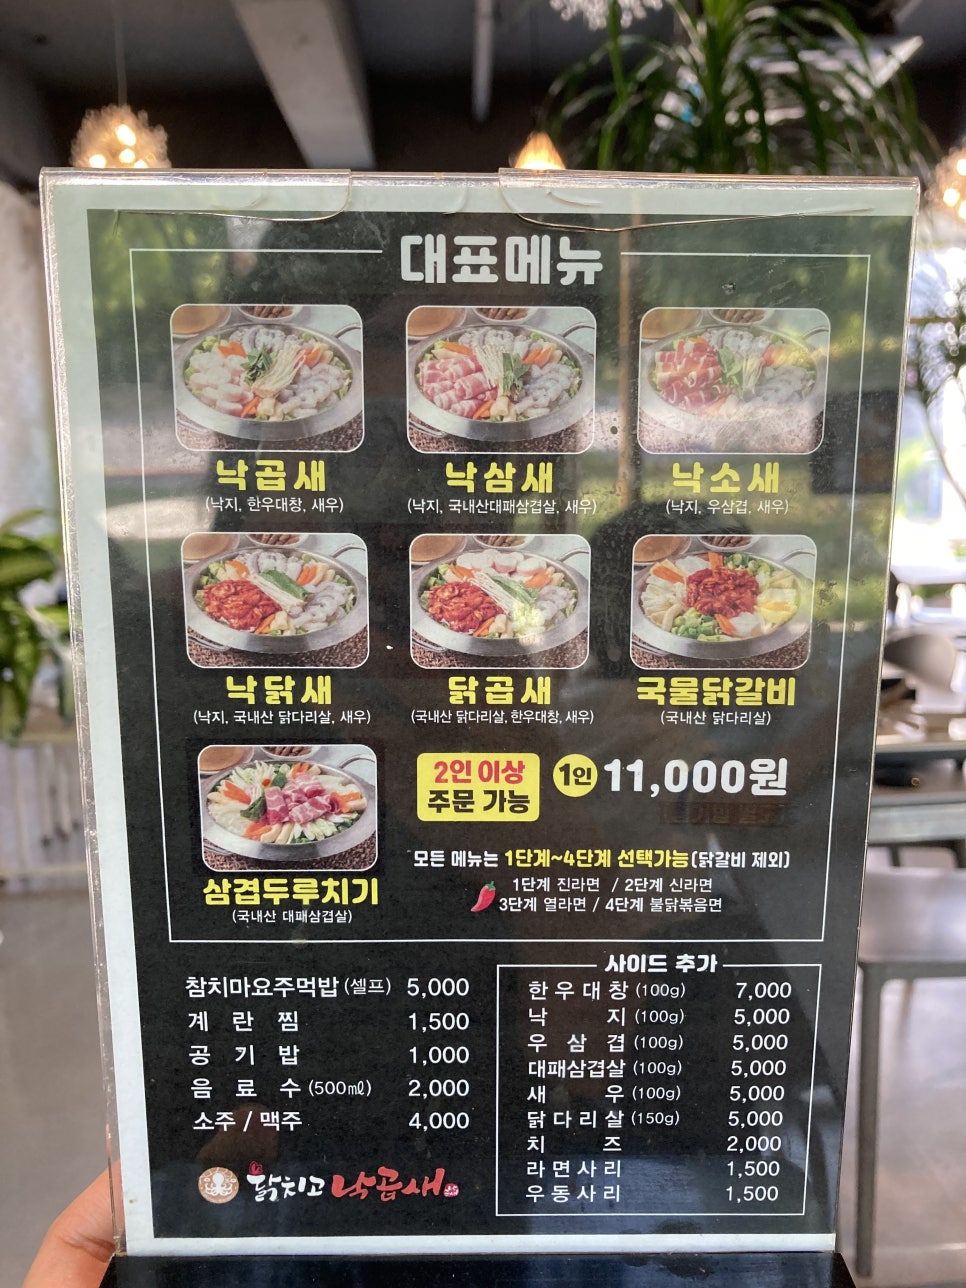 대표메뉴
낙곱새 낙삼새 낙소새
(낙지, 한우대창, 새우) (낙지, 국내산대패삼겹살, 새우) (낙지, 우삼겹, 새우)
낙닭새 닭곱새 국물닭갈비
(낙지, 국내산 닭다리살, 새우) (국내산 닭다리살, 한우대창, 새우) (국내산 닭다리살)
2인 이상
주문 가능
1인 11,000원
모든 메뉴는 1단계~4단계 선택가능(닭갈비 제외)
1단계 진라면 / 2단계 신라면
3단계 열라면 / 4단계 불닭볶음면
삼겹두루치기
(국내산 대패삼겹살)
참치마요주먹밥 (셀프) 5,000
계란찜 1,500
공기밥 1,000
음료수 (500㎖) 2,000
소주 / 맥주 4,000
닭치고 낙곱새
사이드 추가
한우대창 (100g) 7,000
낙지 (100g) 5,000
우삼겹 (100g) 5,000
대패삼겹살 (100g) 5,000
새우 (100g) 5,000
닭다리살 (150g) 5,000
치즈 2,000
라면사리 1,500
우동사리 1,500